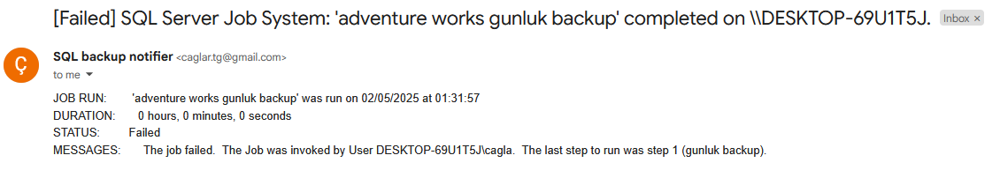 [Failed] SQL Server Job System: 'adventure works gunluk backup' completed on \\DESKTOP-69U1T5J. Inbox ×
Ç
SQL backup notifier <caglar.tg@gmail.com>
to me
JOB RUN: 'adventure works gunluk backup' was run on 02/05/2025 at 01:31:57
DURATION: 0 hours, 0 minutes, 0 seconds
STATUS: Failed
MESSAGES: The job failed. The Job was invoked by User DESKTOP-69U1T5J\cagla. The last step to run was step 1 (gunluk backup).